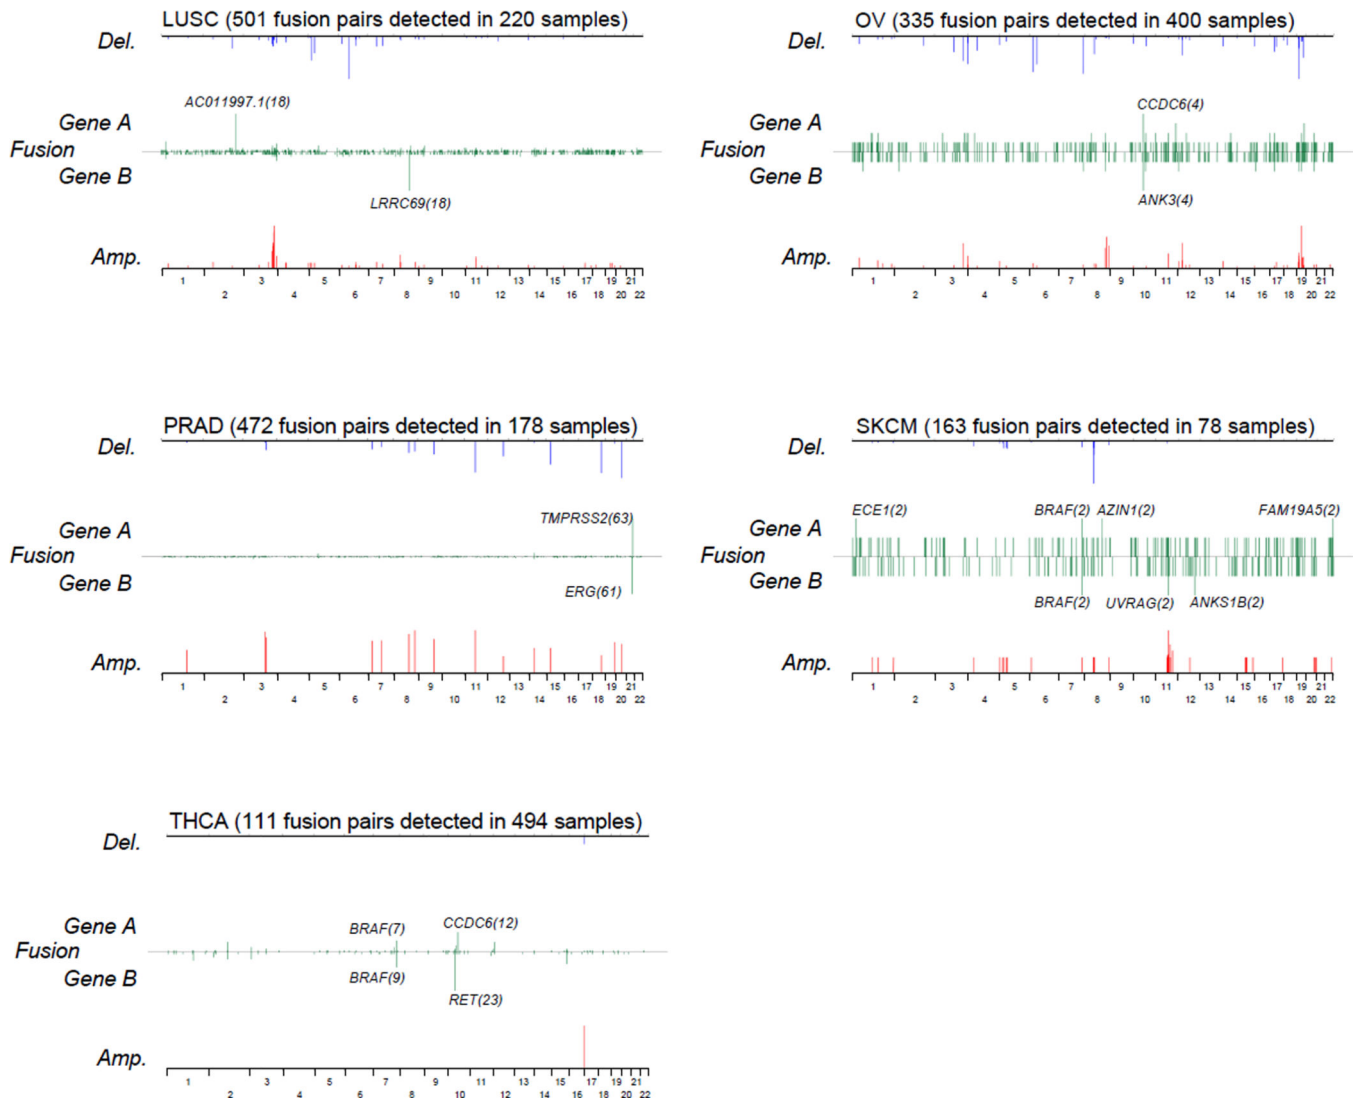 LUSC (501 fusion pairs detected in 220 samples)
Del.
AC011997.1(18)
Gene A
Fusion
Gene B
LRRC69(18)
Amp.
1 3 5 7 9 11 13 15 17 19 21
2 4 6 8 10 12 14 16 18 20 22
OV (335 fusion pairs detected in 400 samples)
Del.
CCDC6(4)
Gene A
Fusion
Gene B
ANK3(4)
Amp.
1 3 5 7 9 11 13 15 17 19 21
2 4 6 8 10 12 14 16 18 20 22
PRAD (472 fusion pairs detected in 178 samples)
Del.
TMPRSS2(63)
Gene A
Fusion
Gene B
ERG(61)
Amp.
1 3 5 7 9 11 13 15 17 19 21
2 4 6 8 10 12 14 16 18 20 22
SKCM (163 fusion pairs detected in 78 samples)
Del.
ECE1(2) BRAF(2) AZIN1(2) FAM19A5(2)
Gene A
Fusion
Gene B
BRAF(2) UVRAG(2) ANKS1B(2)
Amp.
1 3 5 7 9 11 13 15 17 19 21
2 4 6 8 10 12 14 16 18 20 22
THCA (111 fusion pairs detected in 494 samples)
Del.
Gene A BRAF(7) CCDC6(12)
Fusion
Gene B BRAF(9)
RET(23)
Amp.
1 3 5 7 9 11 13 15 17 19 21
2 4 6 8 10 12 14 16 18 20 22